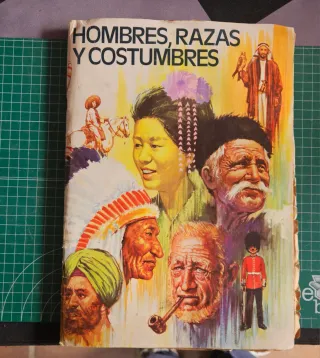 HOMBRES, RAZAS
Y COSTUMBRES